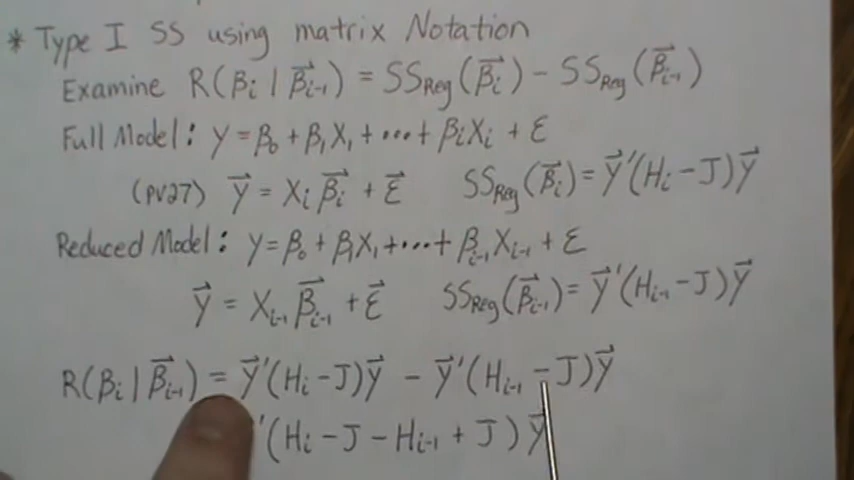 * Type I SS using matrix Notation
Examine R(βi | β⃗i-1) = SSReg(β⃗i) - SSReg(β⃗i-1)
Full Model: Y = β0 + β1X1 + ... + βiXi + ε
(PV27) Y⃗ = Xi β⃗i + ε⃗ SSReg(β⃗i) = Y⃗'(Hi - J)Y⃗
Reduced Model: Y = β0 + β1X1 + ... + βi-1Xi-1 + ε
Y⃗ = Xi-1 β⃗i-1 + ε⃗ SSReg(β⃗i-1) = Y⃗'(Hi-1 - J)Y⃗
R(βi | β⃗i-1) = Y⃗'(Hi - J)Y⃗ - Y⃗'(Hi-1 - J)Y⃗
'(Hi - J - Hi-1 + J)Y⃗